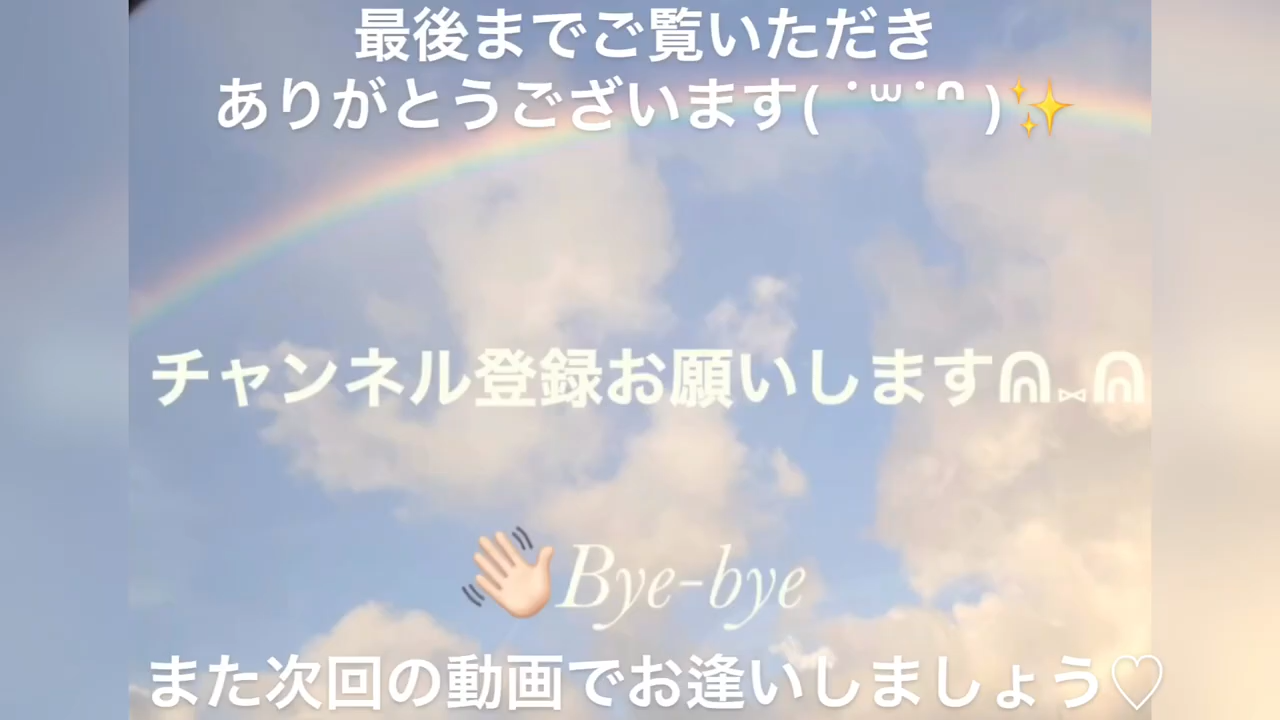 最後までご覧いただき
ありがとうございます( ˙꒳˙ᐢ )✨
チャンネル登録お願いしますᕱ⑅ᕱ
👋🏻Bye-bye
また次回の動画でお逢いしましょう♡